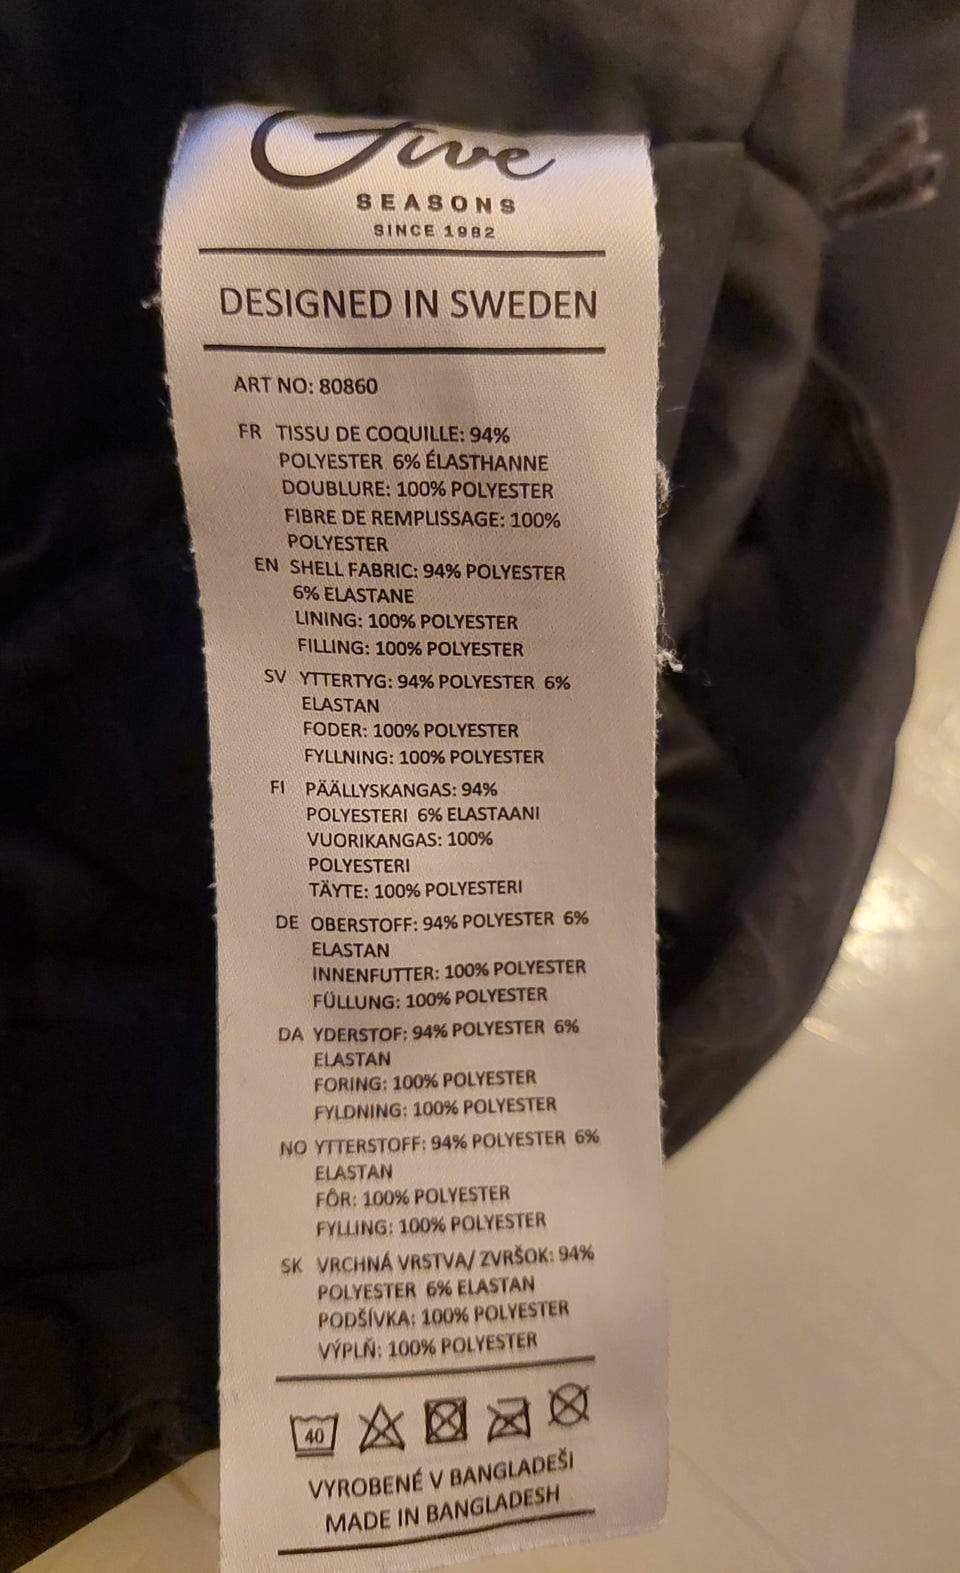 Five
SEASONS
SINCE 1982
DESIGNED IN SWEDEN
ART NO: 80860
FR TISSU DE COQUILLE: 94%
POLYESTER 6% ÉLASTHANNE
DOUBLURE: 100% POLYESTER
FIBRE DE REMPLISSAGE: 100%
POLYESTER
EN SHELL FABRIC: 94% POLYESTER
6% ELASTANE
LINING: 100% POLYESTER
FILLING: 100% POLYESTER
SV YTTERTYG: 94% POLYESTER 6%
ELASTAN
FODER: 100% POLYESTER
FYLLNING: 100% POLYESTER
FI PÄÄLLYSKANGAS: 94%
POLYESTERI 6% ELASTAANI
VUORIKANGAS: 100%
POLYESTERI
TÄYTE: 100% POLYESTERI
DE OBERSTOFF: 94% POLYESTER 6%
ELASTAN
INNENFUTTER: 100% POLYESTER
FÜLLUNG: 100% POLYESTER
DA YDERSTOF: 94% POLYESTER 6%
ELASTAN
FORING: 100% POLYESTER
FYLDNING: 100% POLYESTER
NO YTTERSTOFF: 94% POLYESTER 6%
ELASTAN
FÔR: 100% POLYESTER
FYLLING: 100% POLYESTER
SK VRCHNÁ VRSTVA/ ZVRŠOK: 94%
POLYESTER 6% ELASTAN
PODŠÍVKA: 100% POLYESTER
VÝPLŇ: 100% POLYESTER
40
VYROBENÉ V BANGLADEŠI
MADE IN BANGLADESH